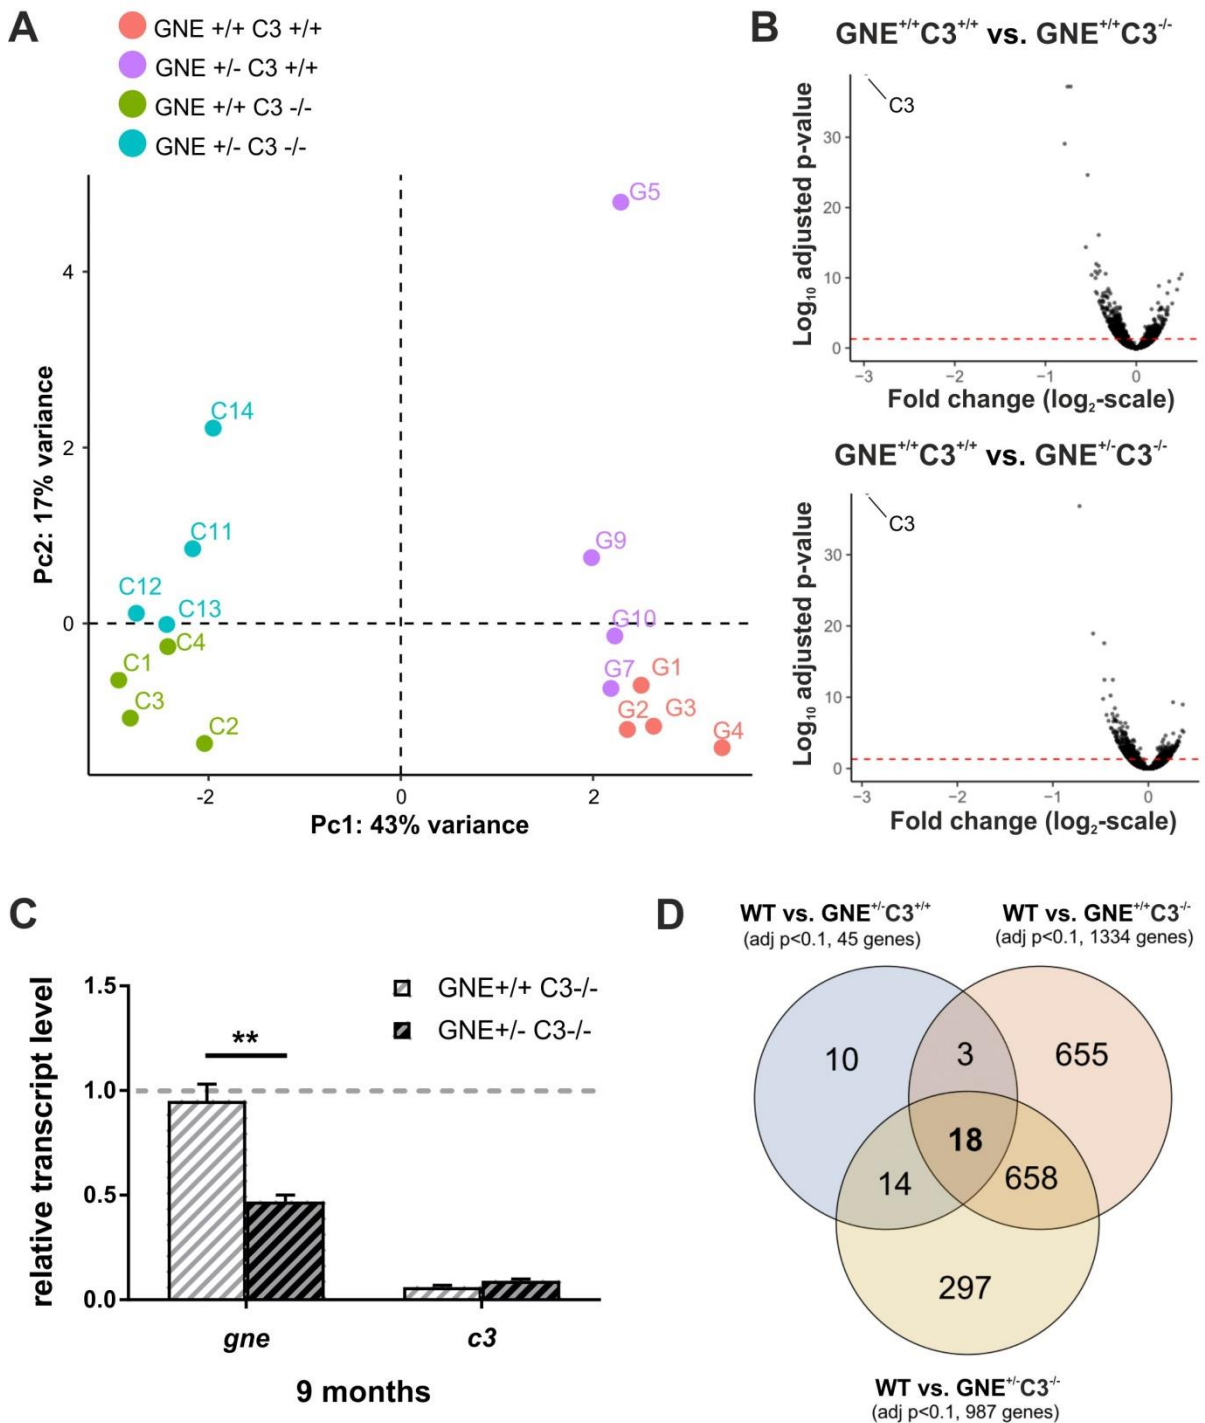 A
GNE +/+ C3 +/+
GNE +/- C3 +/+
GNE +/+ C3 -/-
GNE +/- C3 -/-
G5
4
C14
2
C11
G9
C12
C13
G10
0
C4
C1
G7
G1
C3
G2
G3
C2
G4
-2
0
2
Pc2: 17% variance
Pc1: 43% variance
B
GNE+/+C3+/+ vs. GNE+/+C3-/-
C3
30
20
10
0
−3
−2
−1
0
Log10 adjusted p-value
Fold change (log2-scale)
GNE+/+C3+/+ vs. GNE+/-C3-/-
C3
30
20
10
0
−3
−2
−1
0
Log10 adjusted p-value
Fold change (log2-scale)
C
relative transcript level
1.5
1.0
0.5
0.0
GNE+/+ C3-/-
GNE+/- C3-/-
**
gne
c3
9 months
D
WT vs. GNE+/-C3+/+
(adj p<0.1, 45 genes)
WT vs. GNE+/+C3-/-
(adj p<0.1, 1334 genes)
10
3
655
18
14
658
297
WT vs. GNE+/-C3-/-
(adj p<0.1, 987 genes)